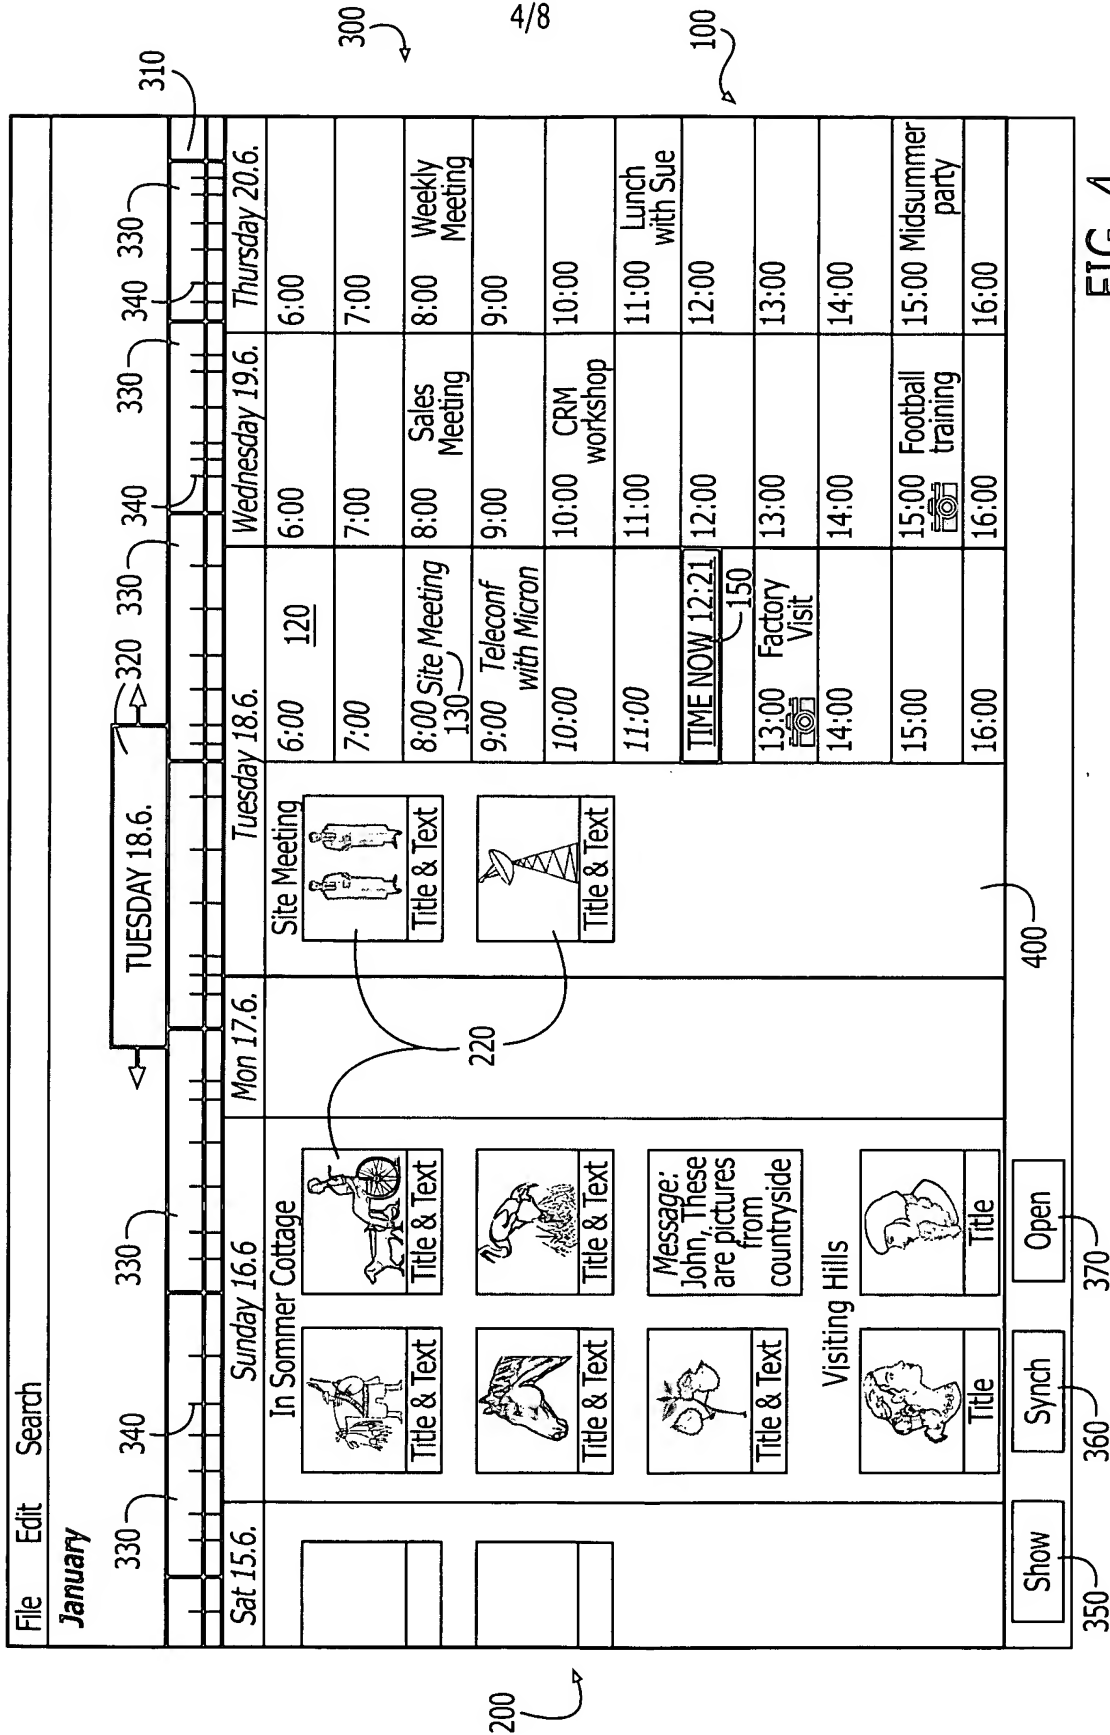 4/8
300
100
File Edit Search
January
TUESDAY 18.6.
320
310
330
340
330
340
330
330
340
330
Sat 15.6.
Sunday 16.6
Mon 17.6.
Tuesday 18.6.
Wednesday 19.6.
Thursday 20.6.
In Sommer Cottage
Title & Text
Title & Text
Title & Text
Title & Text
Title & Text
Message:
John, These
are pictures
from
countryside
Visiting Hills
Title
Title
220
Site Meeting
Title & Text
Title & Text
400
6:00
120
7:00
8:00 Site Meeting
130
9:00 Teleconf
with Micron
10:00
11:00
TIME NOW 12:21
150
13:00 Factory
Visit
14:00
15:00
16:00
6:00
7:00
8:00 Sales
Meeting
9:00
10:00 CRM
workshop
11:00
12:00
13:00
14:00
15:00 Football
training
16:00
6:00
7:00
8:00 Weekly
Meeting
9:00
10:00
11:00 Lunch
with Sue
12:00
13:00
14:00
15:00 Midsummer
party
16:00
Show
Synch
Open
350
360
370
200
FIG. 4